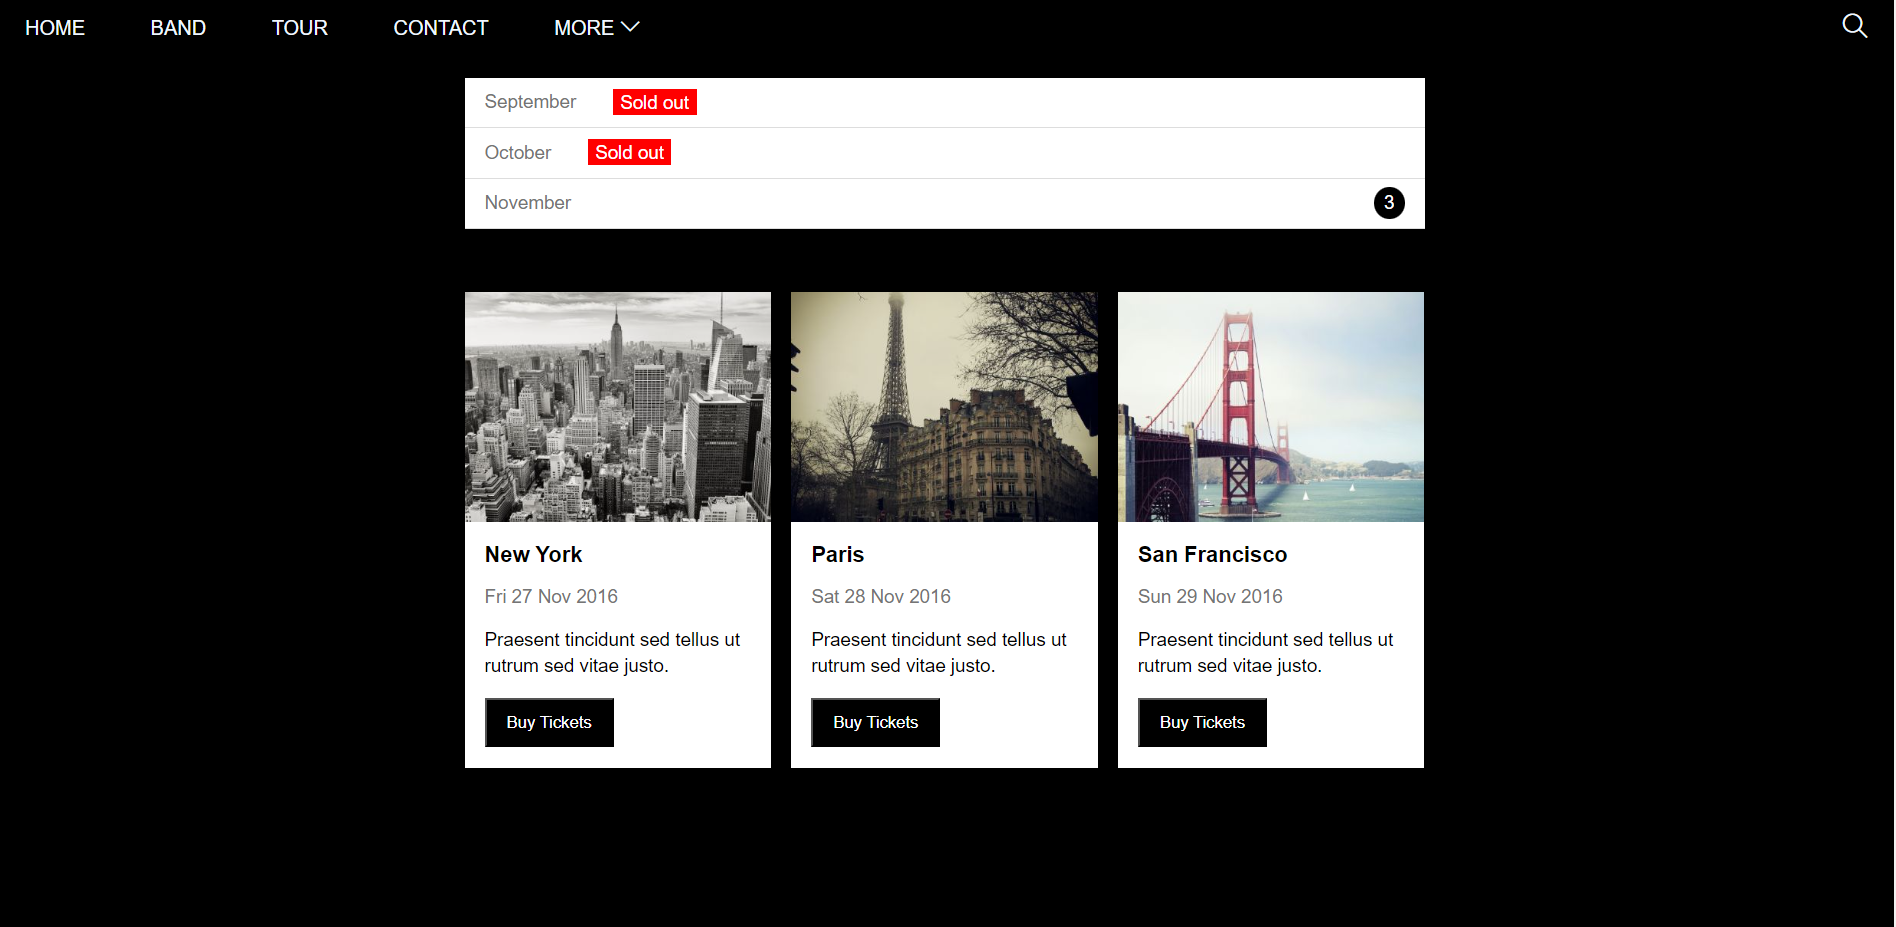 HOME BAND TOUR CONTACT MORE
September Sold out
October Sold out
November 3
New York
Fri 27 Nov 2016
Praesent tincidunt sed tellus ut
rutrum sed vitae justo.
Buy Tickets
Paris
Sat 28 Nov 2016
Praesent tincidunt sed tellus ut
rutrum sed vitae justo.
Buy Tickets
San Francisco
Sun 29 Nov 2016
Praesent tincidunt sed tellus ut
rutrum sed vitae justo.
Buy Tickets